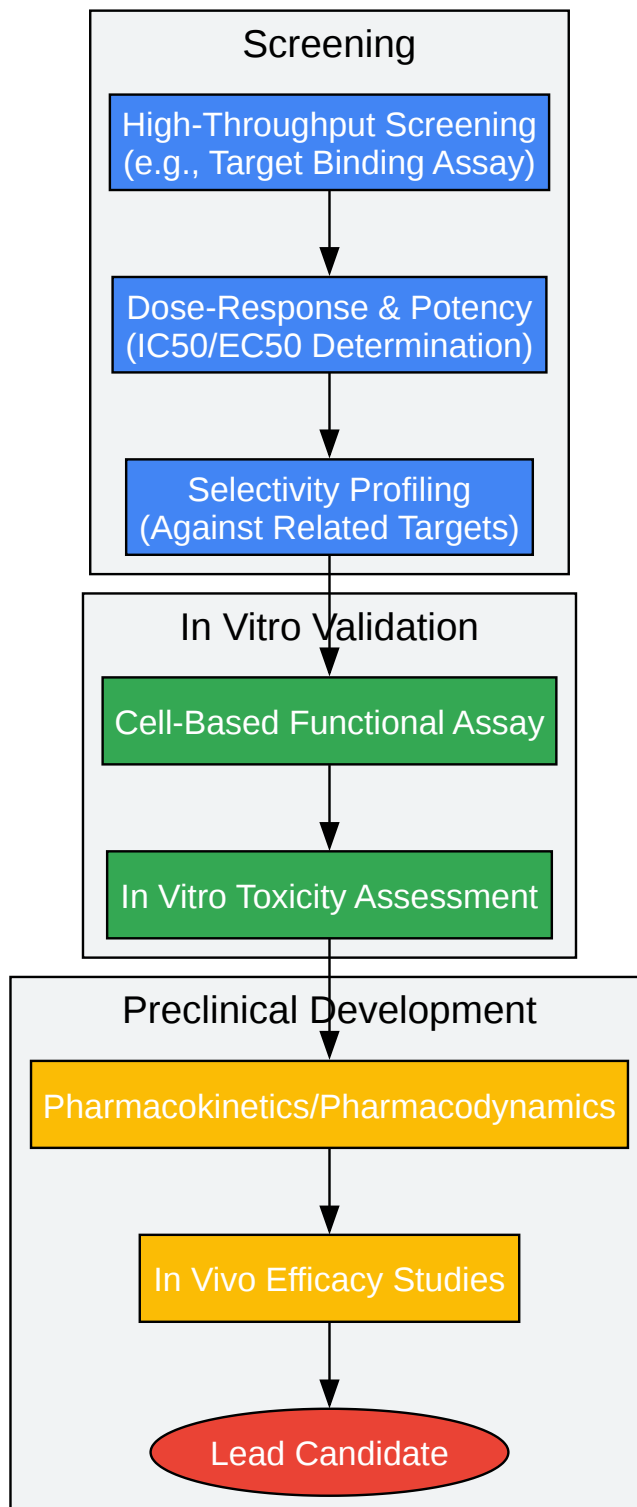 Screening
High-Throughput Screening
(e.g., Target Binding Assay)
Dose-Response & Potency
(IC50/EC50 Determination)
Selectivity Profiling
(Against Related Targets)
In Vitro Validation
Cell-Based Functional Assay
In Vitro Toxicity Assessment
Preclinical Development
Pharmacokinetics/Pharmacodynamics
In Vivo Efficacy Studies
Lead Candidate